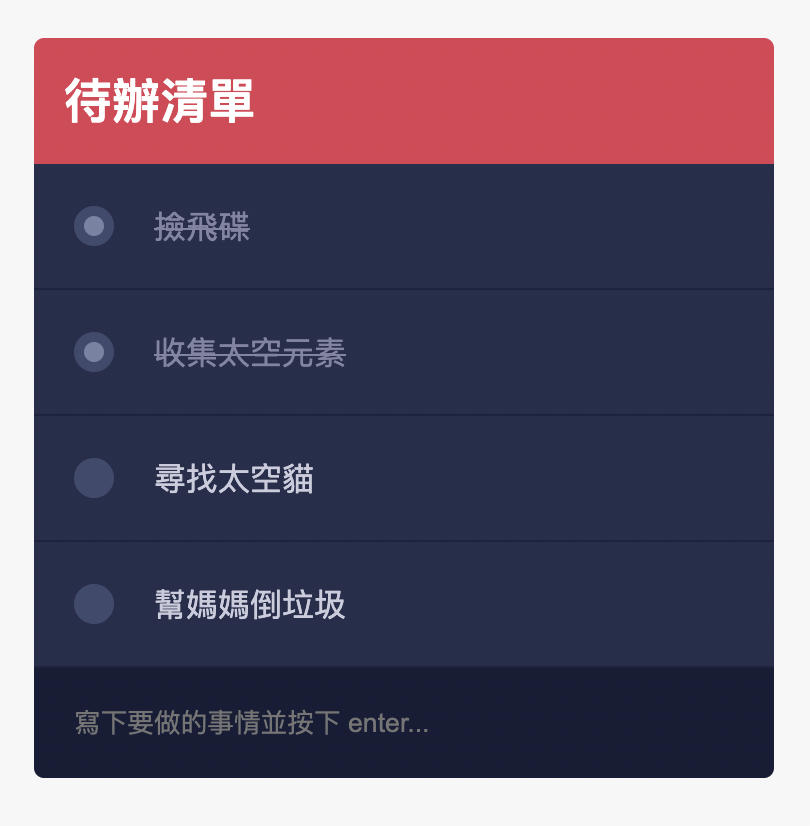 待辦清單
撿飛碟
收集太空元素
尋找太空貓
幫媽媽倒垃圾
寫下要做的事情並按下 enter...